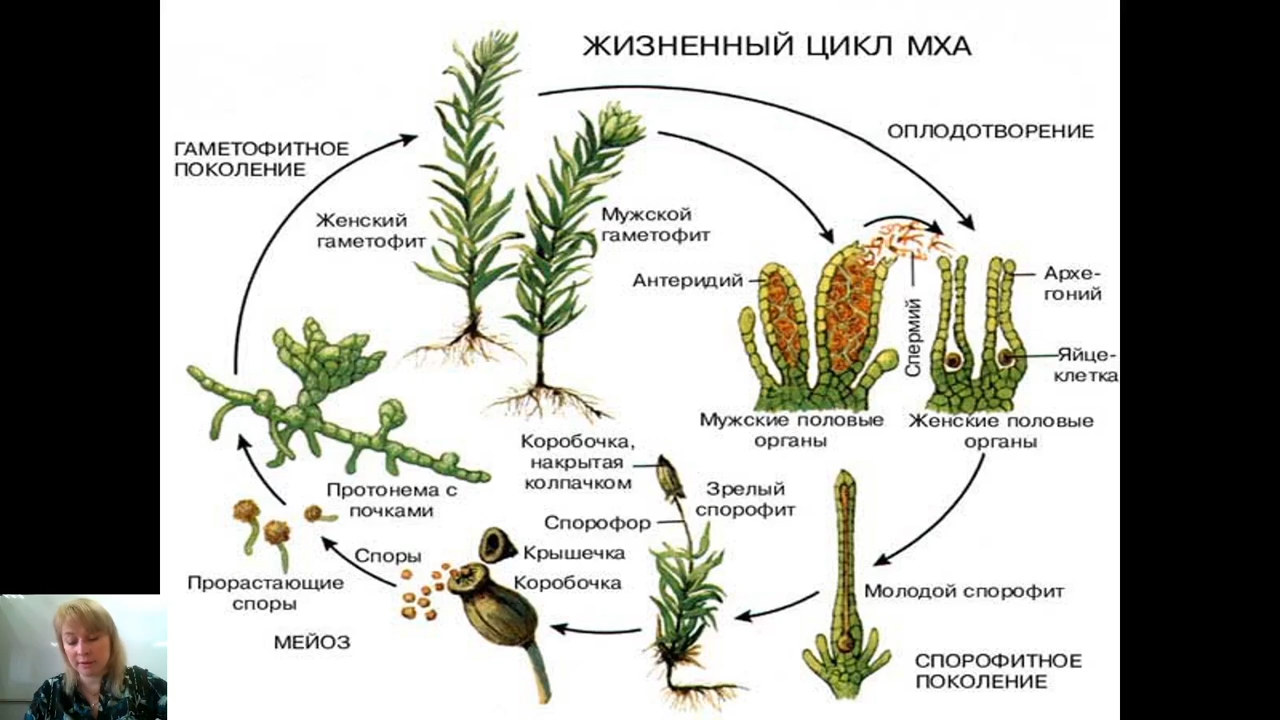 ЖИЗНЕННЫЙ ЦИКЛ МХА
ГАМЕТОФИТНОЕ
ПОКОЛЕНИЕ
ОПЛОДОТВОРЕНИЕ
Женский
гаметофит
Мужской
гаметофит
Антеридий
Спермий
Архе-
гоний
Яйце-
клетка
Мужские половые
органы
Женские половые
органы
Протонема с
почками
Коробочка,
накрытая
колпачком
Зрелый
спорофит
Спорофор
Крышечка
Коробочка
Споры
Прорастающие
споры
МЕЙОЗ
Молодой спорофит
СПОРОФИТНОЕ
ПОКОЛЕНИЕ